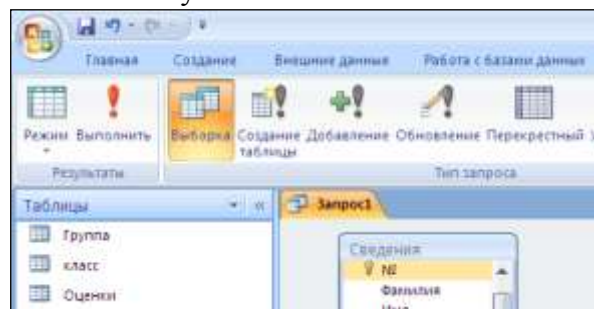 Главная Создание Внешние данные Работа с базами данных
Режим Выполнить Выборка Создание таблицы Добавление Обновление Перекрестный
Результаты Тип запроса
Таблицы Запрос1
Группа
класс
Оценки
Сведения
№
Фамилия